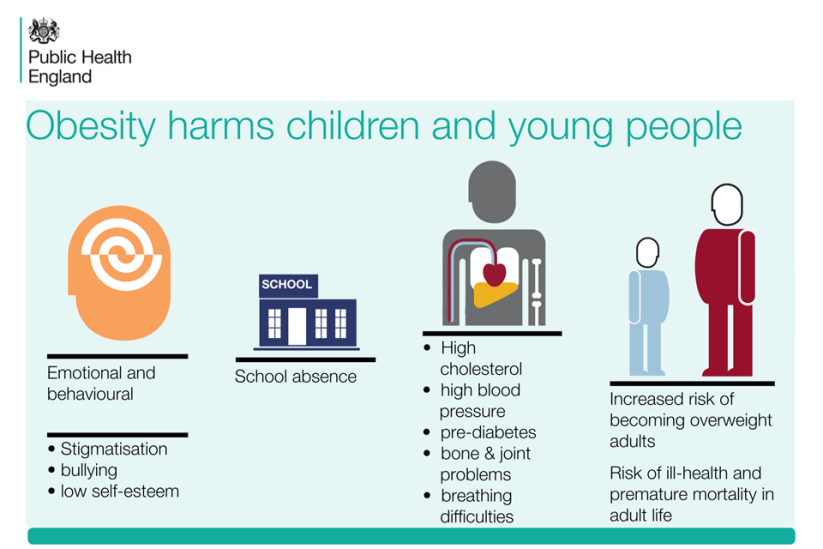 Public Health
England
Obesity harms children and young people
Emotional and
behavioural
• Stigmatisation
• bullying
• low self-esteem
SCHOOL
School absence
• High
cholesterol
• high blood
pressure
• pre-diabetes
• bone & joint
problems
• breathing
difficulties
Increased risk of
becoming overweight
adults
Risk of ill-health and
premature mortality in
adult life